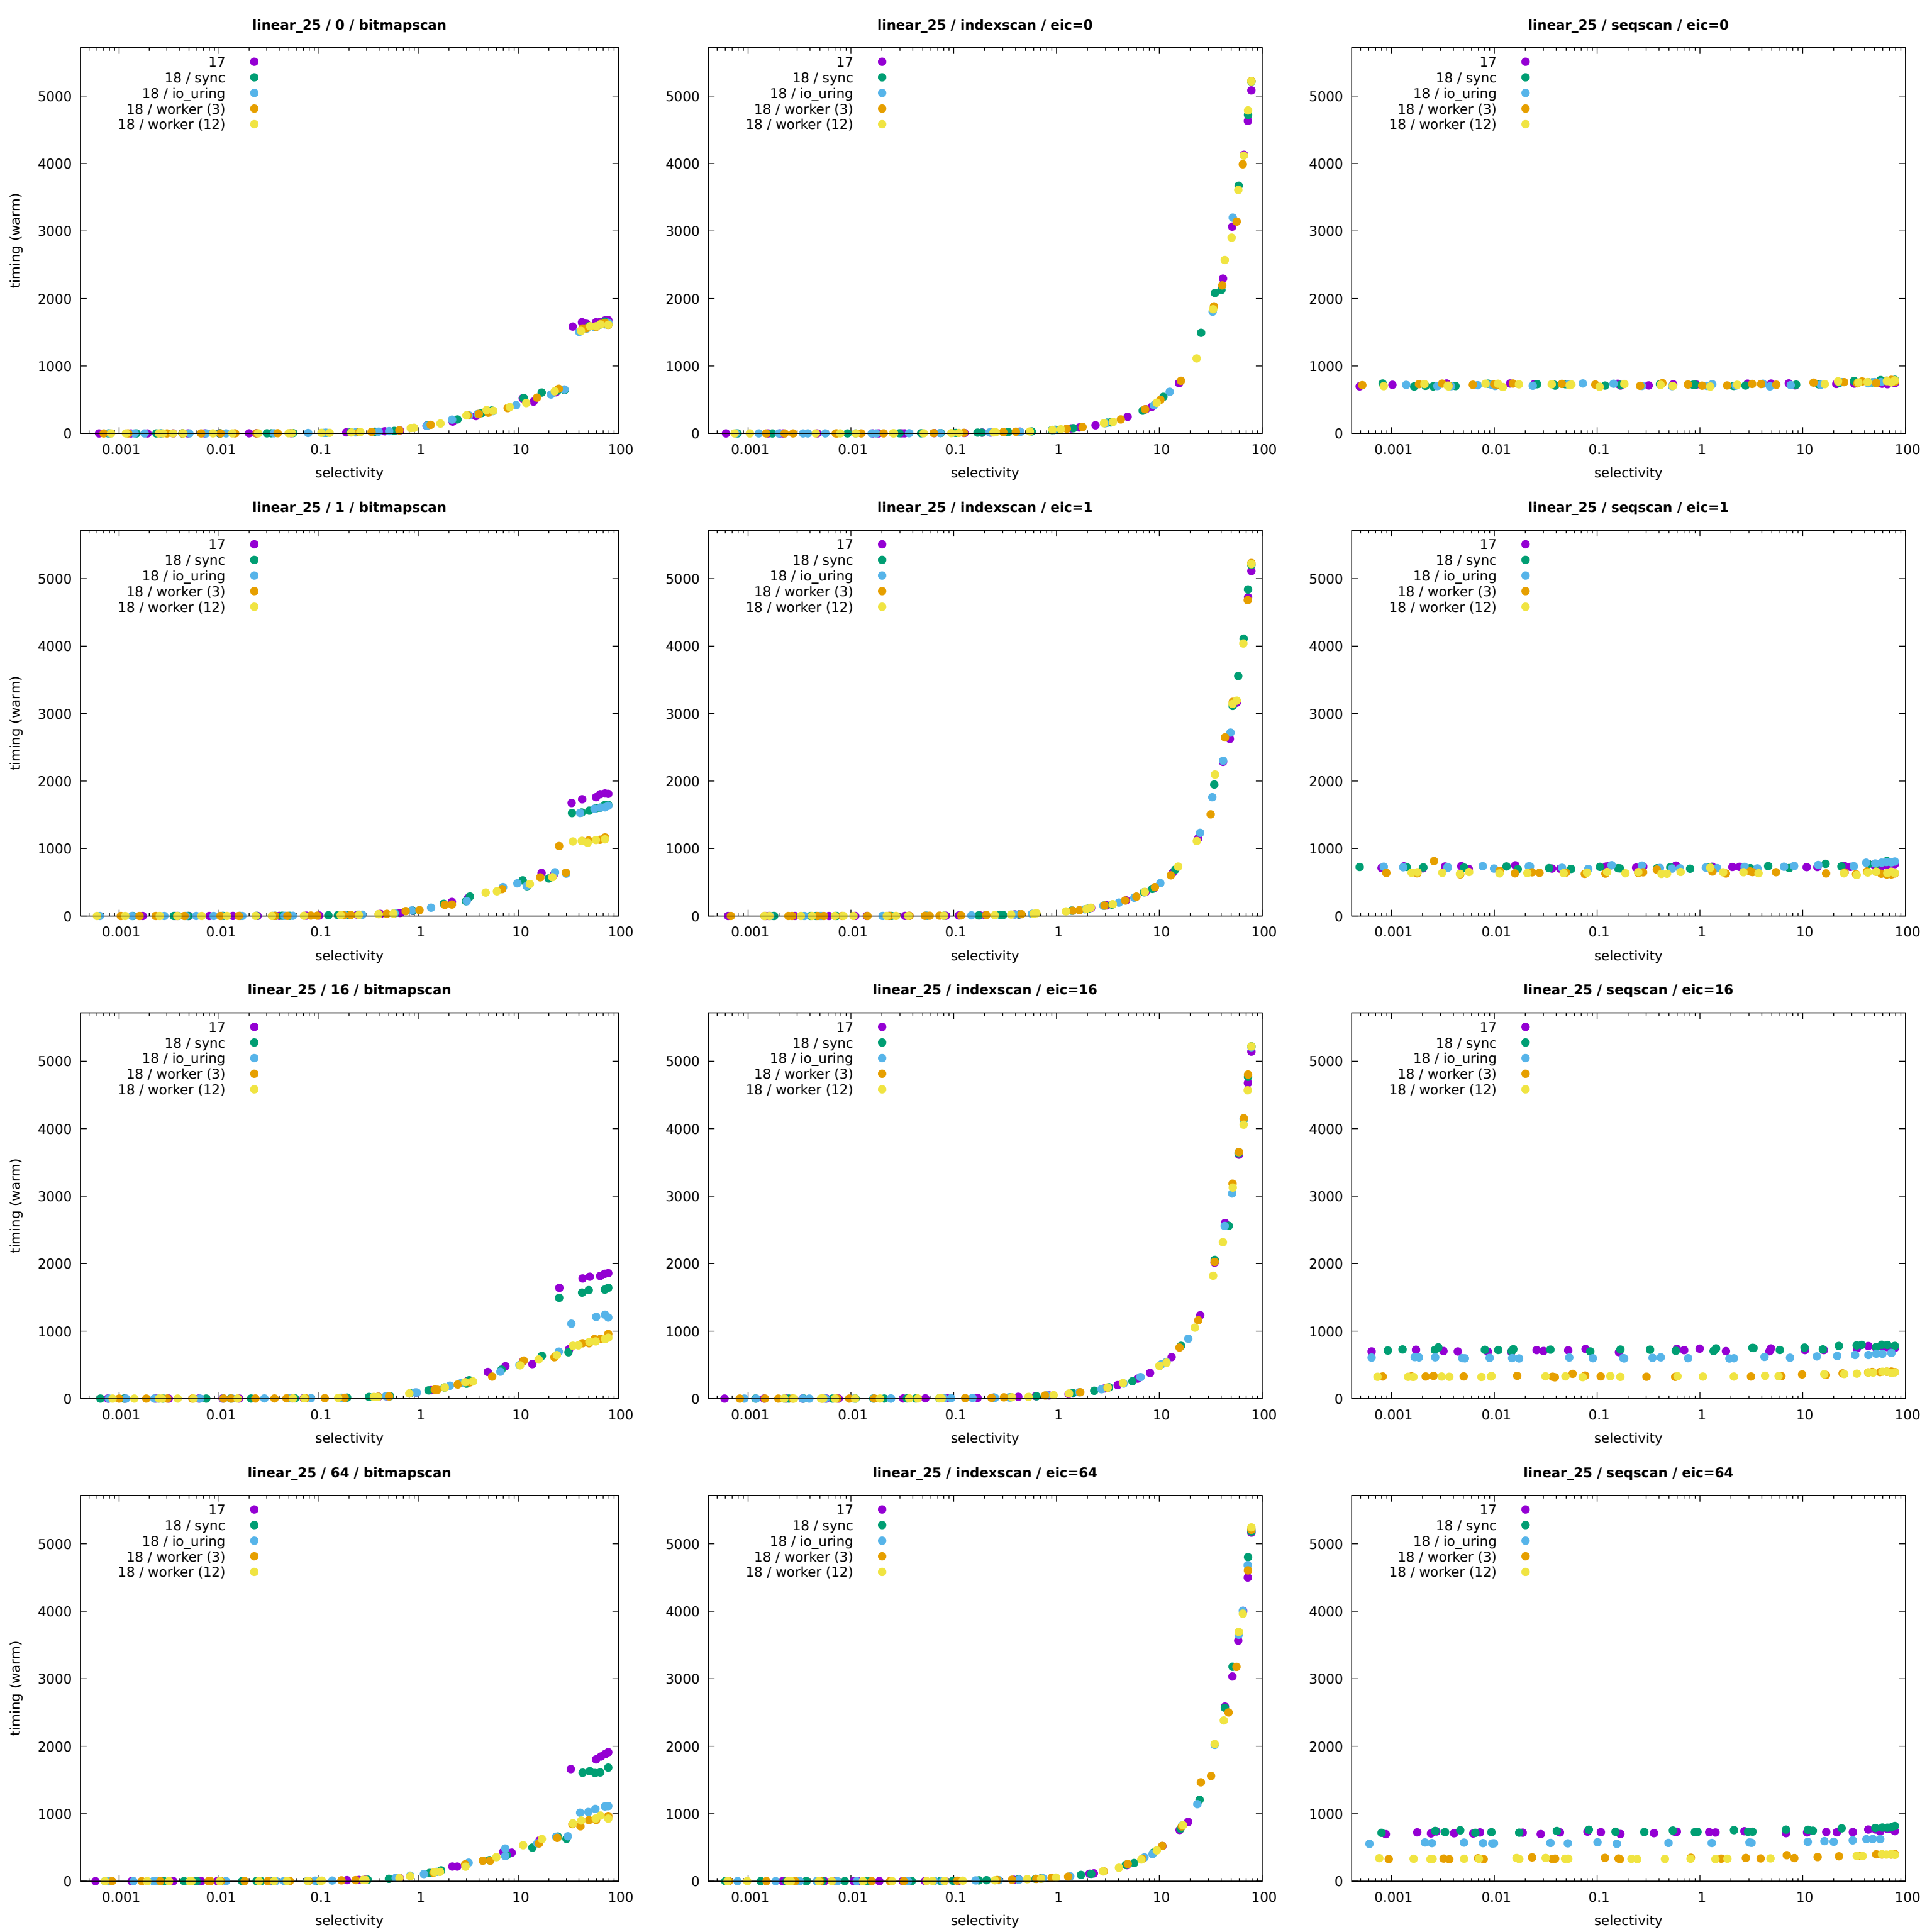 linear_25 / 0 / bitmapscan
17
18 / sync
18 / io_uring
18 / worker (3)
18 / worker (12)
5000
4000
3000
2000
1000
0
timing (warm)
0.001 0.01 0.1 1 10 100
selectivity
linear_25 / indexscan / eic=0
17
18 / sync
18 / io_uring
18 / worker (3)
18 / worker (12)
5000
4000
3000
2000
1000
0
0.001 0.01 0.1 1 10 100
selectivity
linear_25 / seqscan / eic=0
17
18 / sync
18 / io_uring
18 / worker (3)
18 / worker (12)
5000
4000
3000
2000
1000
0
0.001 0.01 0.1 1 10 100
selectivity
linear_25 / 1 / bitmapscan
17
18 / sync
18 / io_uring
18 / worker (3)
18 / worker (12)
5000
4000
3000
2000
1000
0
timing (warm)
0.001 0.01 0.1 1 10 100
selectivity
linear_25 / indexscan / eic=1
17
18 / sync
18 / io_uring
18 / worker (3)
18 / worker (12)
5000
4000
3000
2000
1000
0
0.001 0.01 0.1 1 10 100
selectivity
linear_25 / seqscan / eic=1
17
18 / sync
18 / io_uring
18 / worker (3)
18 / worker (12)
5000
4000
3000
2000
1000
0
0.001 0.01 0.1 1 10 100
selectivity
linear_25 / 16 / bitmapscan
17
18 / sync
18 / io_uring
18 / worker (3)
18 / worker (12)
5000
4000
3000
2000
1000
0
timing (warm)
0.001 0.01 0.1 1 10 100
selectivity
linear_25 / indexscan / eic=16
17
18 / sync
18 / io_uring
18 / worker (3)
18 / worker (12)
5000
4000
3000
2000
1000
0
0.001 0.01 0.1 1 10 100
selectivity
linear_25 / seqscan / eic=16
17
18 / sync
18 / io_uring
18 / worker (3)
18 / worker (12)
5000
4000
3000
2000
1000
0
0.001 0.01 0.1 1 10 100
selectivity
linear_25 / 64 / bitmapscan
17
18 / sync
18 / io_uring
18 / worker (3)
18 / worker (12)
5000
4000
3000
2000
1000
0
timing (warm)
0.001 0.01 0.1 1 10 100
selectivity
linear_25 / indexscan / eic=64
17
18 / sync
18 / io_uring
18 / worker (3)
18 / worker (12)
5000
4000
3000
2000
1000
0
0.001 0.01 0.1 1 10 100
selectivity
linear_25 / seqscan / eic=64
17
18 / sync
18 / io_uring
18 / worker (3)
18 / worker (12)
5000
4000
3000
2000
1000
0
0.001 0.01 0.1 1 10 100
selectivity